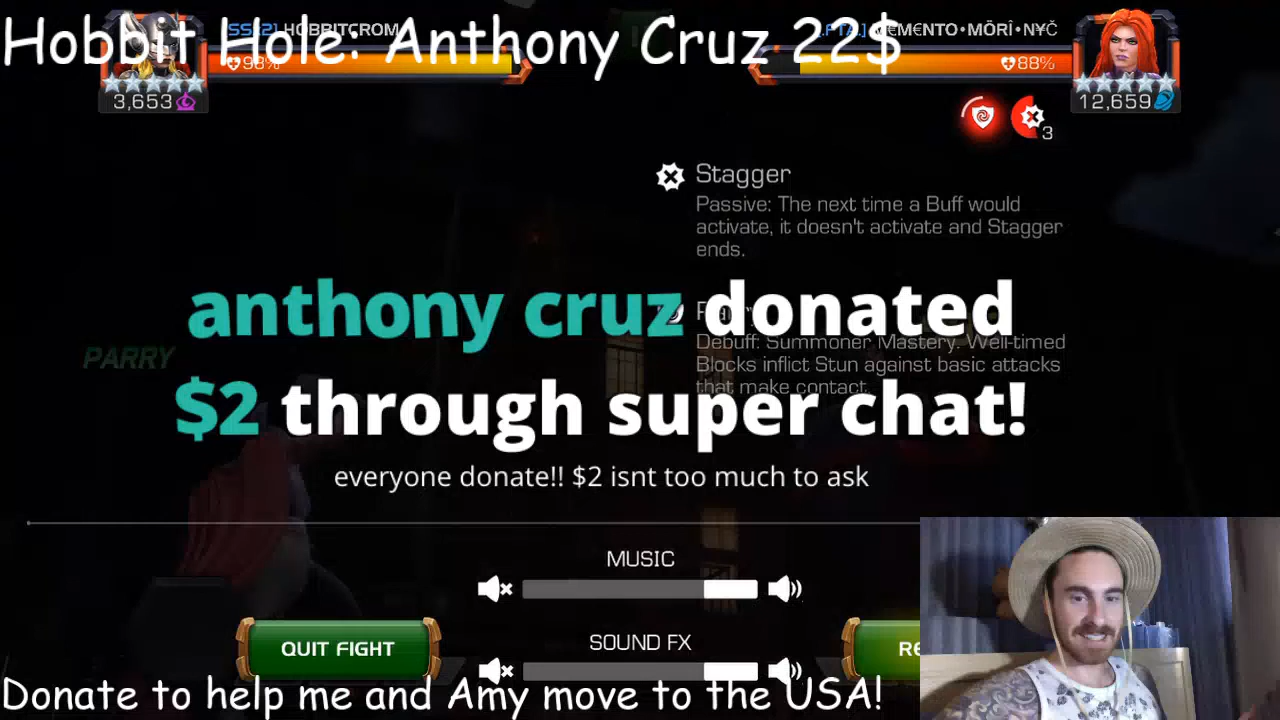 Hobbit Hole: Anthony Cruz 22$
HOBBITCROM
98%
88%
3,653
12,659
3
Stagger
Passive: The next time a Buff would
activate, it doesn't activate and Stagger
ends.
anthony cruz donated
$2 through super chat!
everyone donate!! $2 isnt too much to ask
Debuff: Summoner Mastery. Well-timed
Blocks inflict Stun against basic attacks
that make contact.
PARRY
MUSIC
SOUND FX
QUIT FIGHT
Donate to help me and Amy move to the USA!